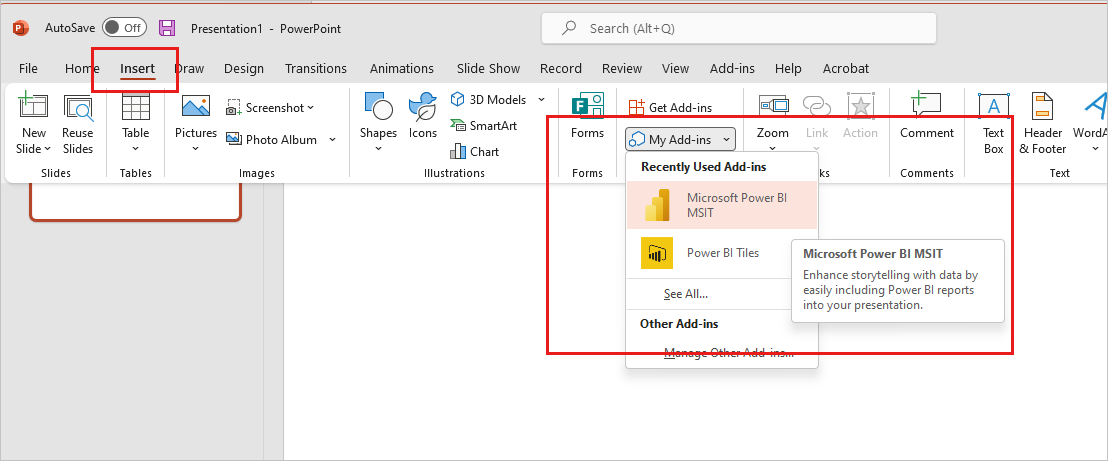 AutoSave Off Presentation1 - PowerPoint Search (Alt+Q)
File Home Insert Draw Design Transitions Animations Slide Show Record Review View Add-ins Help Acrobat
New Slide
Reuse Slides
Slides
Table
Tables
Pictures
Screenshot
Photo Album
Images
Shapes
Icons
3D Models
SmartArt
Chart
Illustrations
Forms
Forms
Get Add-ins
My Add-ins
Zoom
Link
Action
ks
Comment
Comments
Text
Box
Header
& Footer
WordA
Text
Recently Used Add-ins
Microsoft Power BI
MSIT
Power BI Tiles
See All...
Other Add-ins
Manage Other Add-ins...
Microsoft Power BI MSIT
Enhance storytelling with data by
easily including Power BI reports
into your presentation.